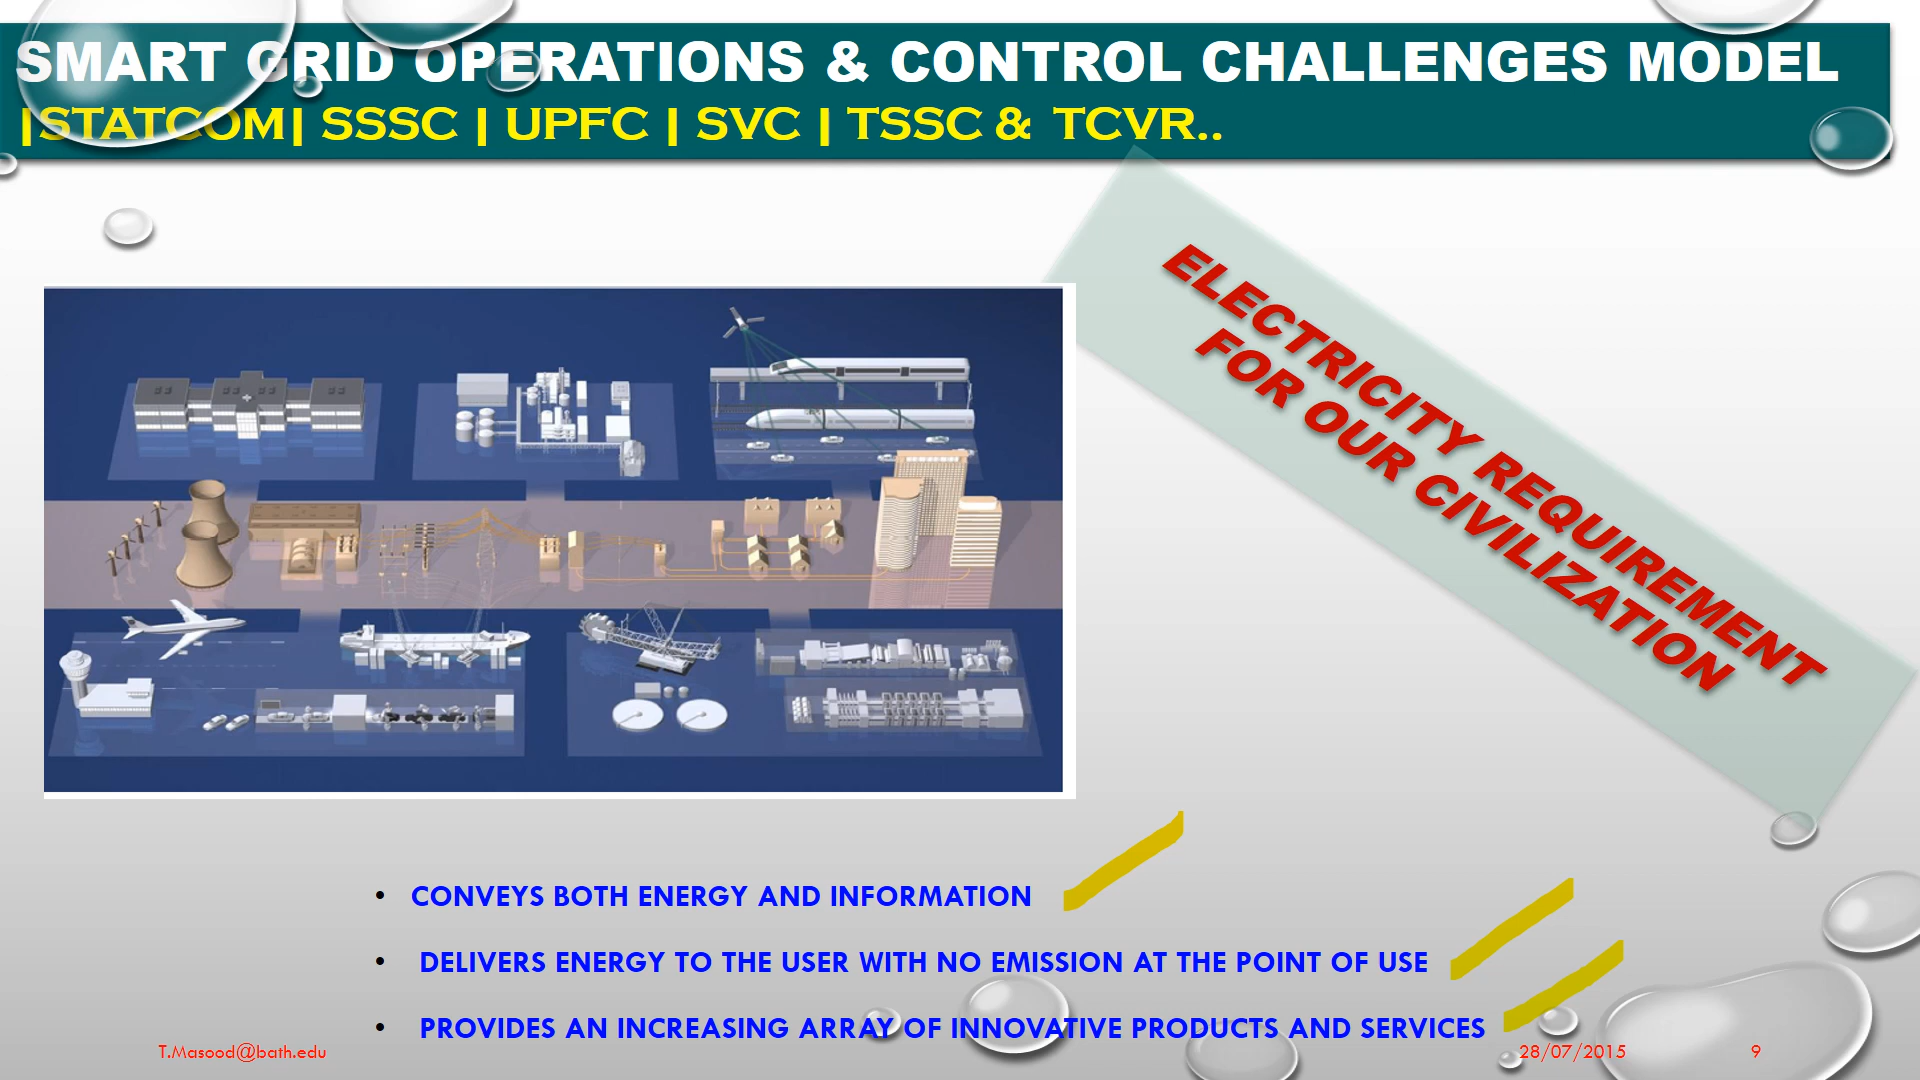 SMART GRID OPERATIONS & CONTROL CHALLENGES MODEL
|STATCOM| SSSC | UPFC | SVC | TSSC & TCVR..
ELECTRICITY REQUIREMENT
FOR OUR CIVILIZATION
• CONVEYS BOTH ENERGY AND INFORMATION
• DELIVERS ENERGY TO THE USER WITH NO EMISSION AT THE POINT OF USE
• PROVIDES AN INCREASING ARRAY OF INNOVATIVE PRODUCTS AND SERVICES
T.Masood@bath.edu
28/07/2015
9